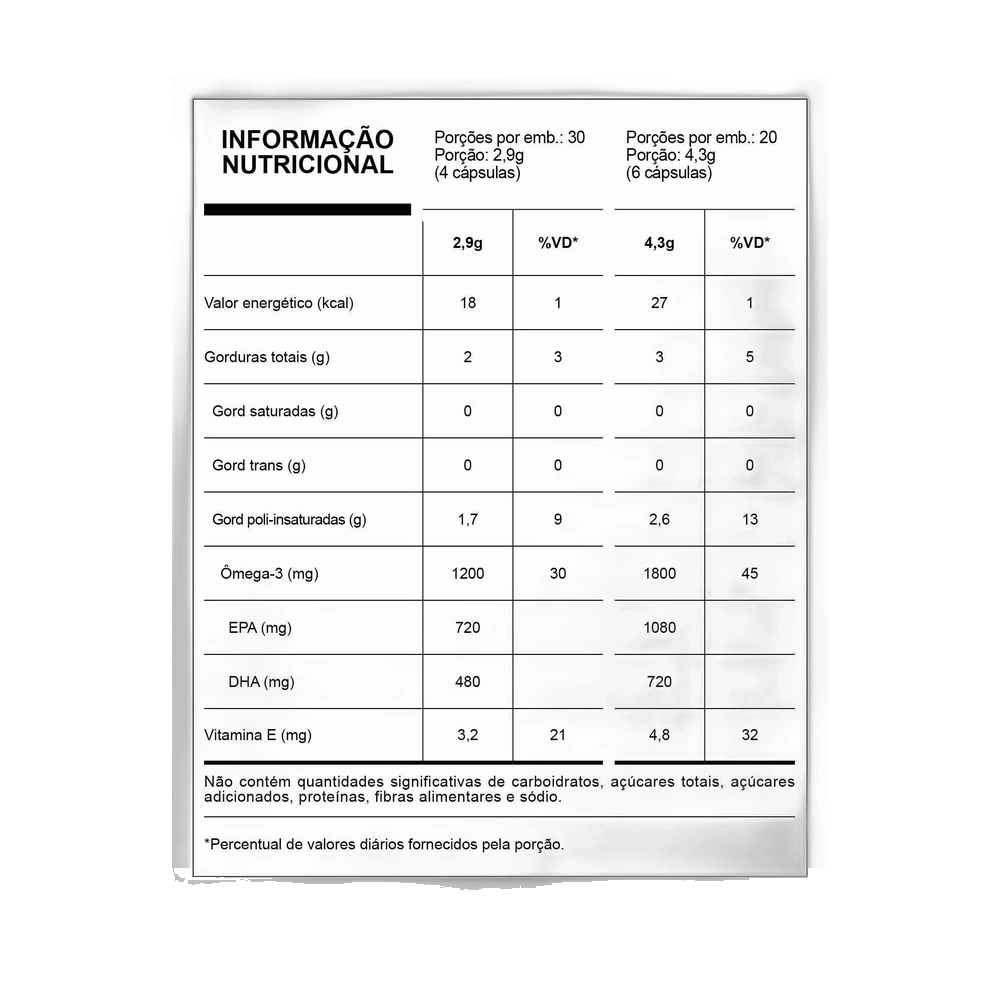 INFORMAÇÃO
NUTRICIONAL
Porções por emb.: 30
Porção: 2,9g
(4 cápsulas)
Porções por emb.: 20
Porção: 4,3g
(6 cápsulas)
2,9g %VD* 4,3g %VD*
Valor energético (kcal) 18 1 27 1
Gorduras totais (g) 2 3 3 5
Gord saturadas (g) 0 0 0 0
Gord trans (g) 0 0 0 0
Gord poli-insaturadas (g) 1,7 9 2,6 13
Ômega-3 (mg) 1200 30 1800 45
EPA (mg) 720 1080
DHA (mg) 480 720
Vitamina E (mg) 3,2 21 4,8 32
Não contém quantidades significativas de carboidratos, açúcares totais, açúcares
adicionados, proteínas, fibras alimentares e sódio.
*Percentual de valores diários fornecidos pela porção.